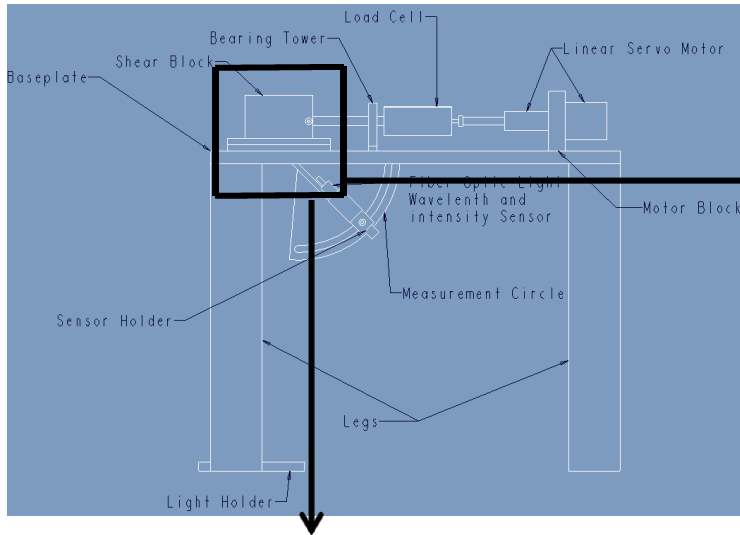 Load Cell
Bearing Tower
Linear Servo Motor
Shear Block
Baseplate
Fiber Optic Light
Wavelenth and
intensity Sensor
Motor Block
Measurement Circle
Sensor Holder
Legs
Light Holder